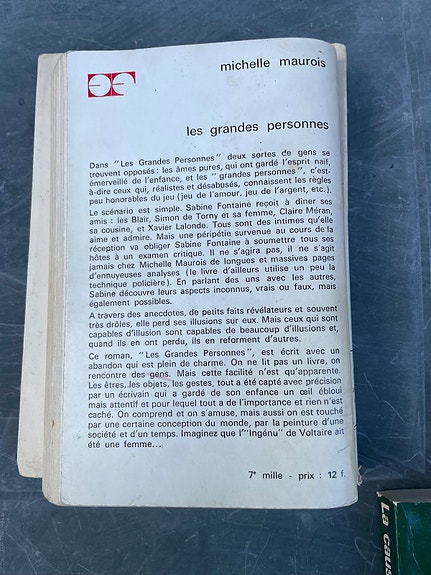 michelle maurois
les grandes personnes
Dans "Les Grandes Personnes" deux sortes de gens se
trouvent opposés : les âmes pures, qui ont gardé l'esprit naïf,
émerveillé de l'enfance, et les "grandes personnes", c'est-
à-dire ceux qui, réalistes et désabusés, connaissent les règles
peu honorables du jeu (jeu de l'amour, jeu de l'argent, etc.).
Le scénario est simple. Sabine Fontaine reçoit à dîner ses
amis : les Blair, Simon de Torny et sa femme, Claire Méran,
sa cousine, et Xavier Lalonde. Tous sont des intimes qu'elle
aime et admire. Mais une péripétie survenue au cours de la
réception va obliger Sabine Fontaine à soumettre tous ses
hôtes à un examen critique. Il ne s'agira pas, il ne s'agit
jamais chez Michelle Maurois de longues et massives pages
d'ennuyeuses analyses (le livre d'ailleurs utilise un peu la
technique policière). En parlant des uns avec les autres,
Sabine découvre leurs aspects inconnus, vrais ou faux, mais
également possibles.
A travers des anecdotes, de petits faits révélateurs et souvent
très drôles, elle perd ses illusions sur eux. Mais ceux qui sont
capables d'illusion sont capables de beaucoup d'illusions et,
quand ils en ont perdu, ils en reforment d'autres.
Ce roman, "Les Grandes Personnes", est écrit avec un
abandon qui est plein de charme. On ne lit pas un livre, on
rencontre des gens. Mais cette facilité n'est qu'apparente.
Les êtres, les objets, les gestes, tout a été capté avec précision
par un écrivain qui a gardé de son enfance un œil ébloui
mais attentif et pour lequel tout a de l'importance et rien n'est
caché. On comprend et on s'amuse, mais aussi on est touché
par une certaine conception du monde, par la peinture d'une
société et d'un temps. Imaginez que l'"Ingénu" de Voltaire ait
été une femme...
7e mille - prix : 12 f.
La caus